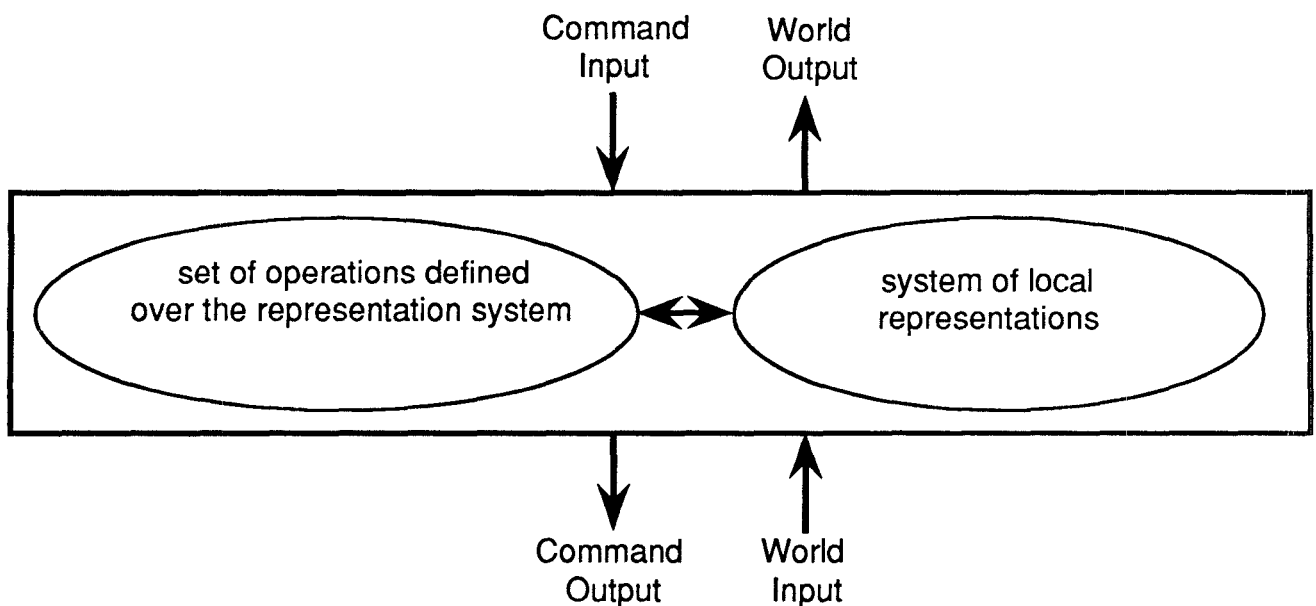 Command
Input
World
Output
set of operations defined
over the representation system
system of local
representations
Command
Output
World
Input